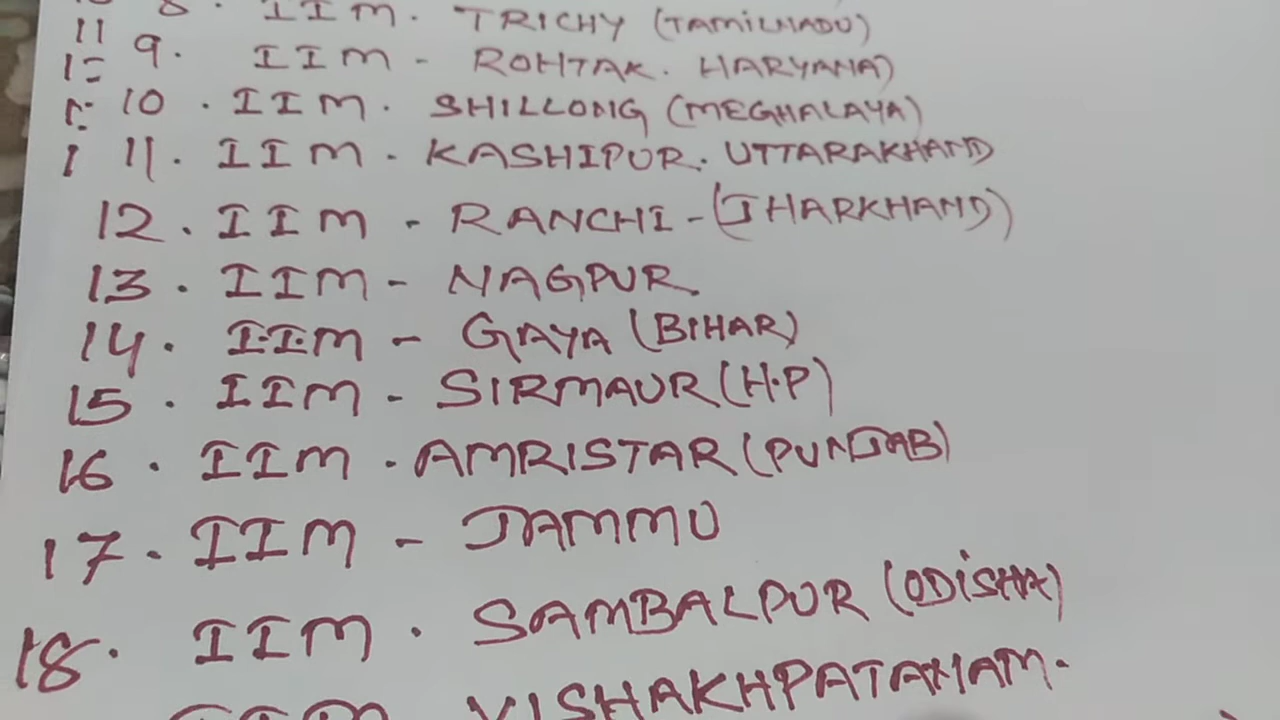 8. IIM. TRICHY (TAMILNADU)
11 9. IIM - ROHTAK. HARYANA)
10. IIM. SHILLONG (MEGHALAYA)
11. IIM. KASHIPUR. UTTARAKHAND
12. IIM - RANCHI - (JHARKHAND)
13. IIM - NAGPUR.
14. I.I.M - GAYA (BIHAR)
15. IIM - SIRMAUR (H.P)
16. IIM. AMRISTAR (PUNJAB)
17. IIM - JAMMU
18. IIM. SAMBALPUR (ODISHA)
IIM VISHAKHPATANAM.